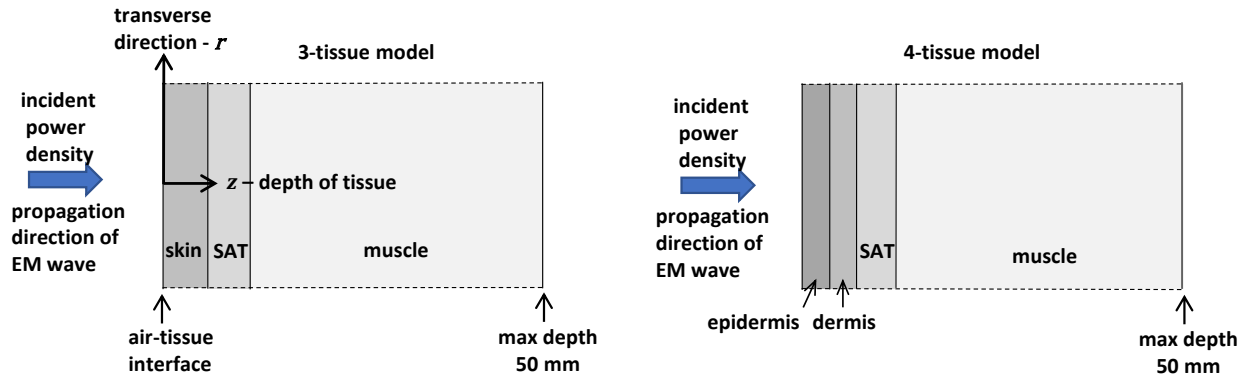 transverse
direction - r
3-tissue model
incident
power
density
z – depth of tissue
propagation
direction of
EM wave
skin
SAT
muscle
air-tissue
interface
max depth
50 mm
4-tissue model
incident
power
density
propagation
direction of
EM wave
SAT
muscle
epidermis
dermis
max depth
50 mm